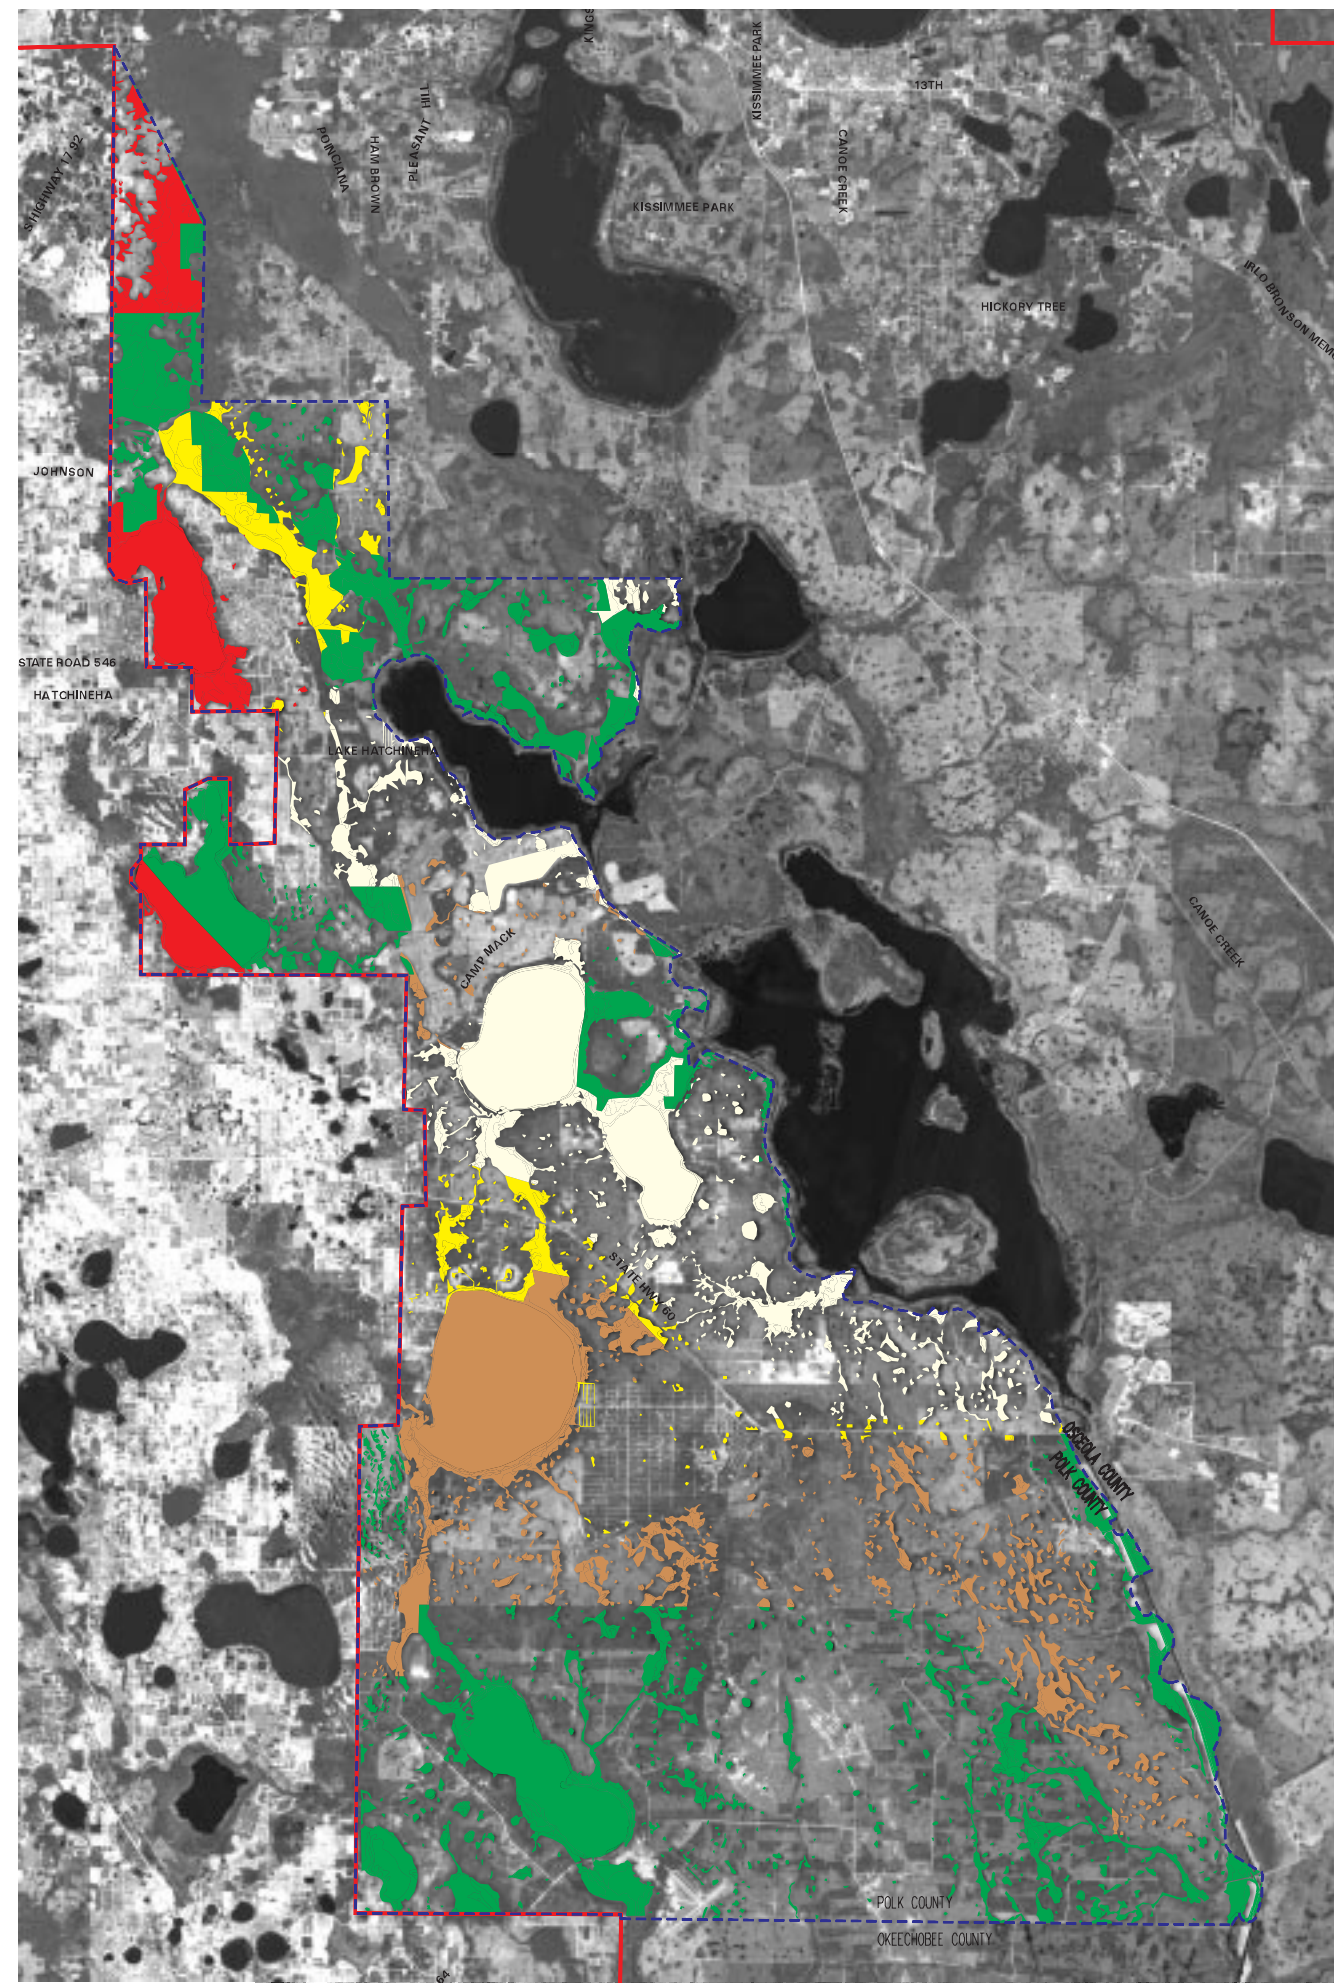 KISSIMMEE PARK
13TH
PLEASANT HILL
POINCIANA
HAM BROWN
CANOE CREEK
S HIGHWAY 17 92
KISSIMMEE PARK
IRLO BRONSON
HICKORY TREE
JOHNSON
STATE ROAD 546
HATCHINEHA
LAKE HATCHINEHA
CAMP MACK
CANOE CREEK
STATE HWY 60
OSCEOLA COUNTY
POLK COUNTY
POLK COUNTY
OKEECHOBEE COUNTY
64